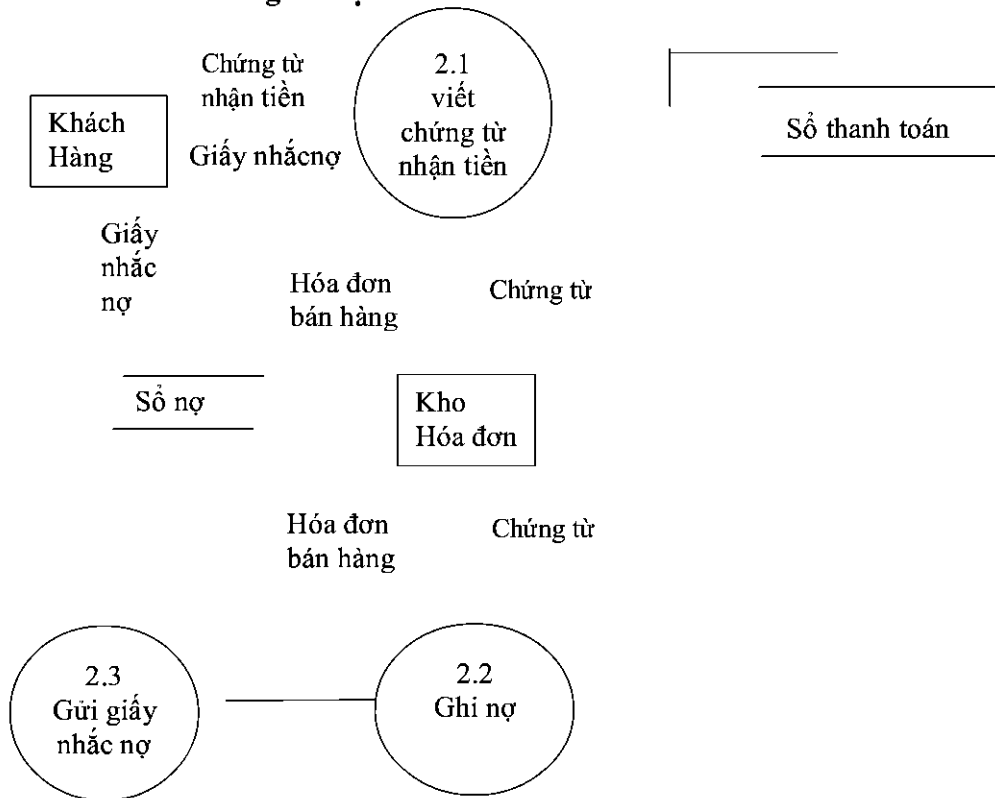 Chứng từ
nhận tiền
2.1
viết
chứng từ
nhận tiền
Khách
Hàng
Giấy nhắcnợ
Sổ thanh toán
Giấy
nhắc
nợ
Hóa đơn
bán hàng
Chứng từ
Sổ nợ
Kho
Hóa đơn
Hóa đơn
bán hàng
Chứng từ
2.3
Gửi giấy
nhắc nợ
2.2
Ghi nợ